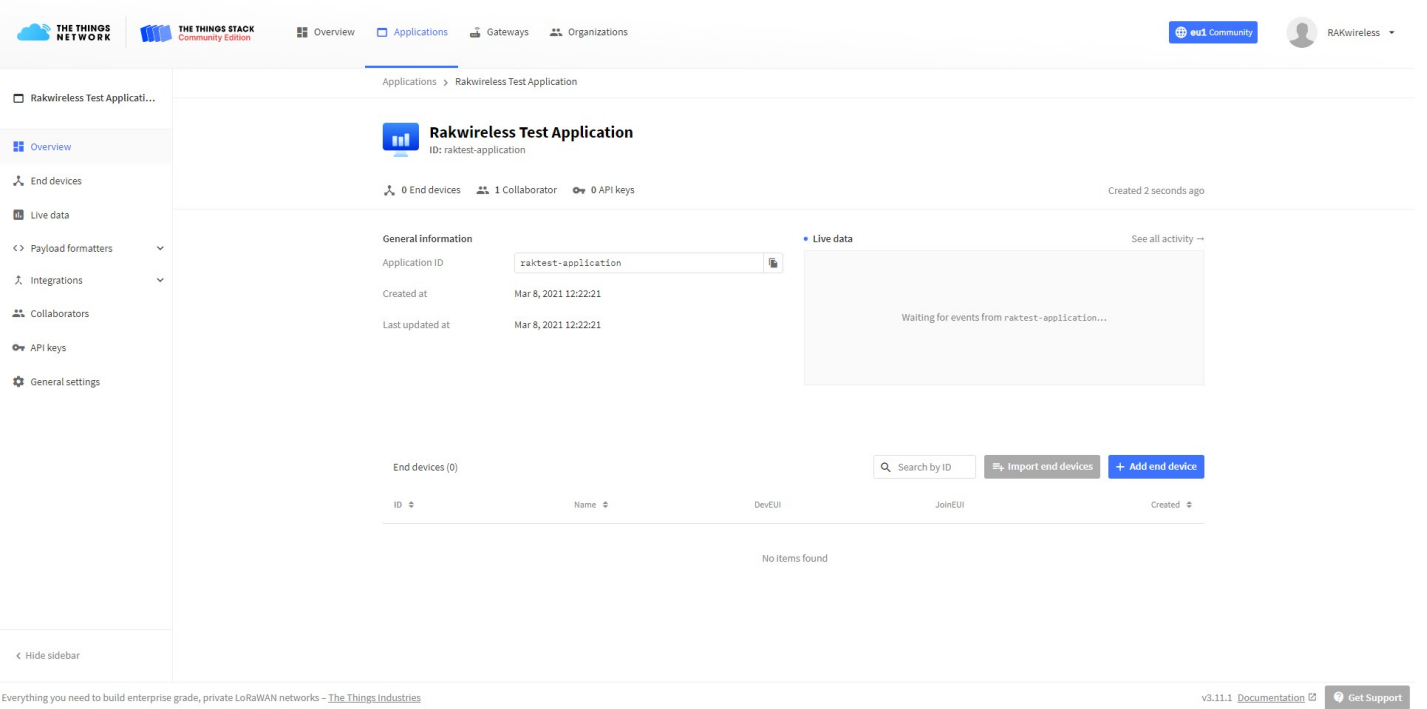 THE THINGS NETWORK
THE THINGS STACK
Community Edition
Overview
Applications
Gateways
Organizations
eu1 Community
RAKwireless
Rakwireless Test Applicati...
Overview
End devices
Live data
Payload formatters
Integrations
Collaborators
API keys
General settings
Hide sidebar
Applications > Rakwireless Test Application
Rakwireless Test Application
ID: raktest-application
0 End devices 1 Collaborator 0 API keys
Created 2 seconds ago
General information
Application ID raktest-application
Created at Mar 8, 2021 12:22:21
Last updated at Mar 8, 2021 12:22:21
Live data
See all activity →
Waiting for events from raktest-application...
End devices (0)
Search by ID
Import end devices
+ Add end device
ID Name DevEUI JoinEUI Created
No items found
Everything you need to build enterprise grade, private LoRaWAN networks – The Things Industries
v3.11.1 Documentation
Get Support